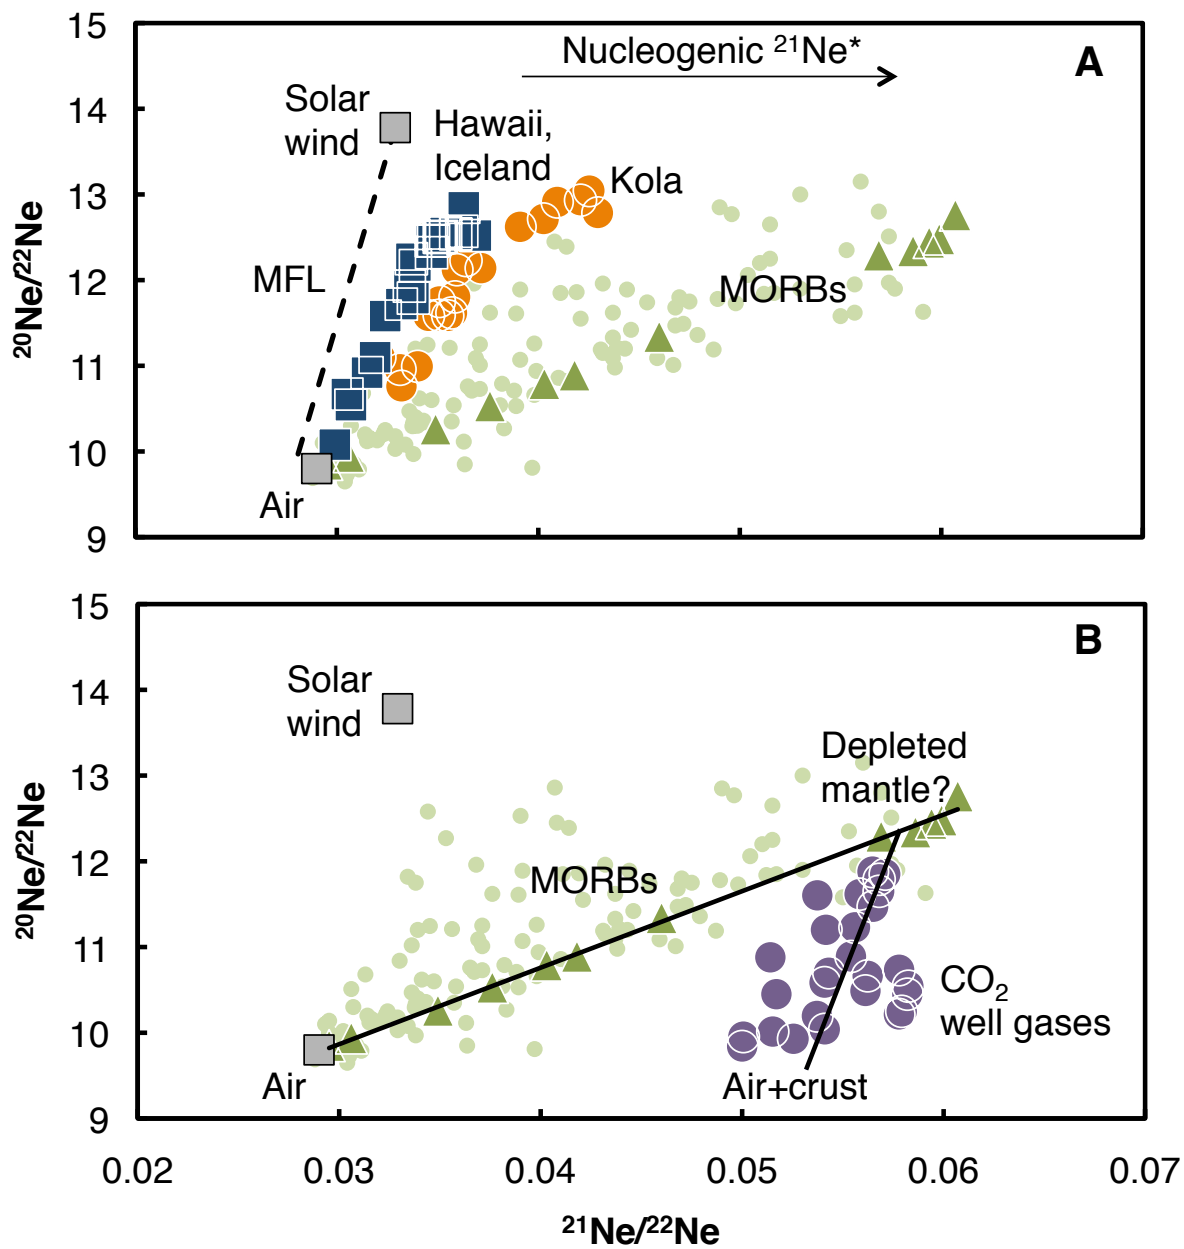 15
A
Nucleogenic ²¹Ne*
14
Solar
wind
Hawaii,
Iceland
13
Kola
²⁰Ne/²²Ne
12
MFL
MORBs
11
10
Air
9
15
B
14
Solar
wind
13
Depleted
mantle?
²⁰Ne/²²Ne
12
MORBs
11
CO₂
well gases
10
Air
Air+crust
9
0.02 0.03 0.04 0.05 0.06 0.07
²¹Ne/²²Ne